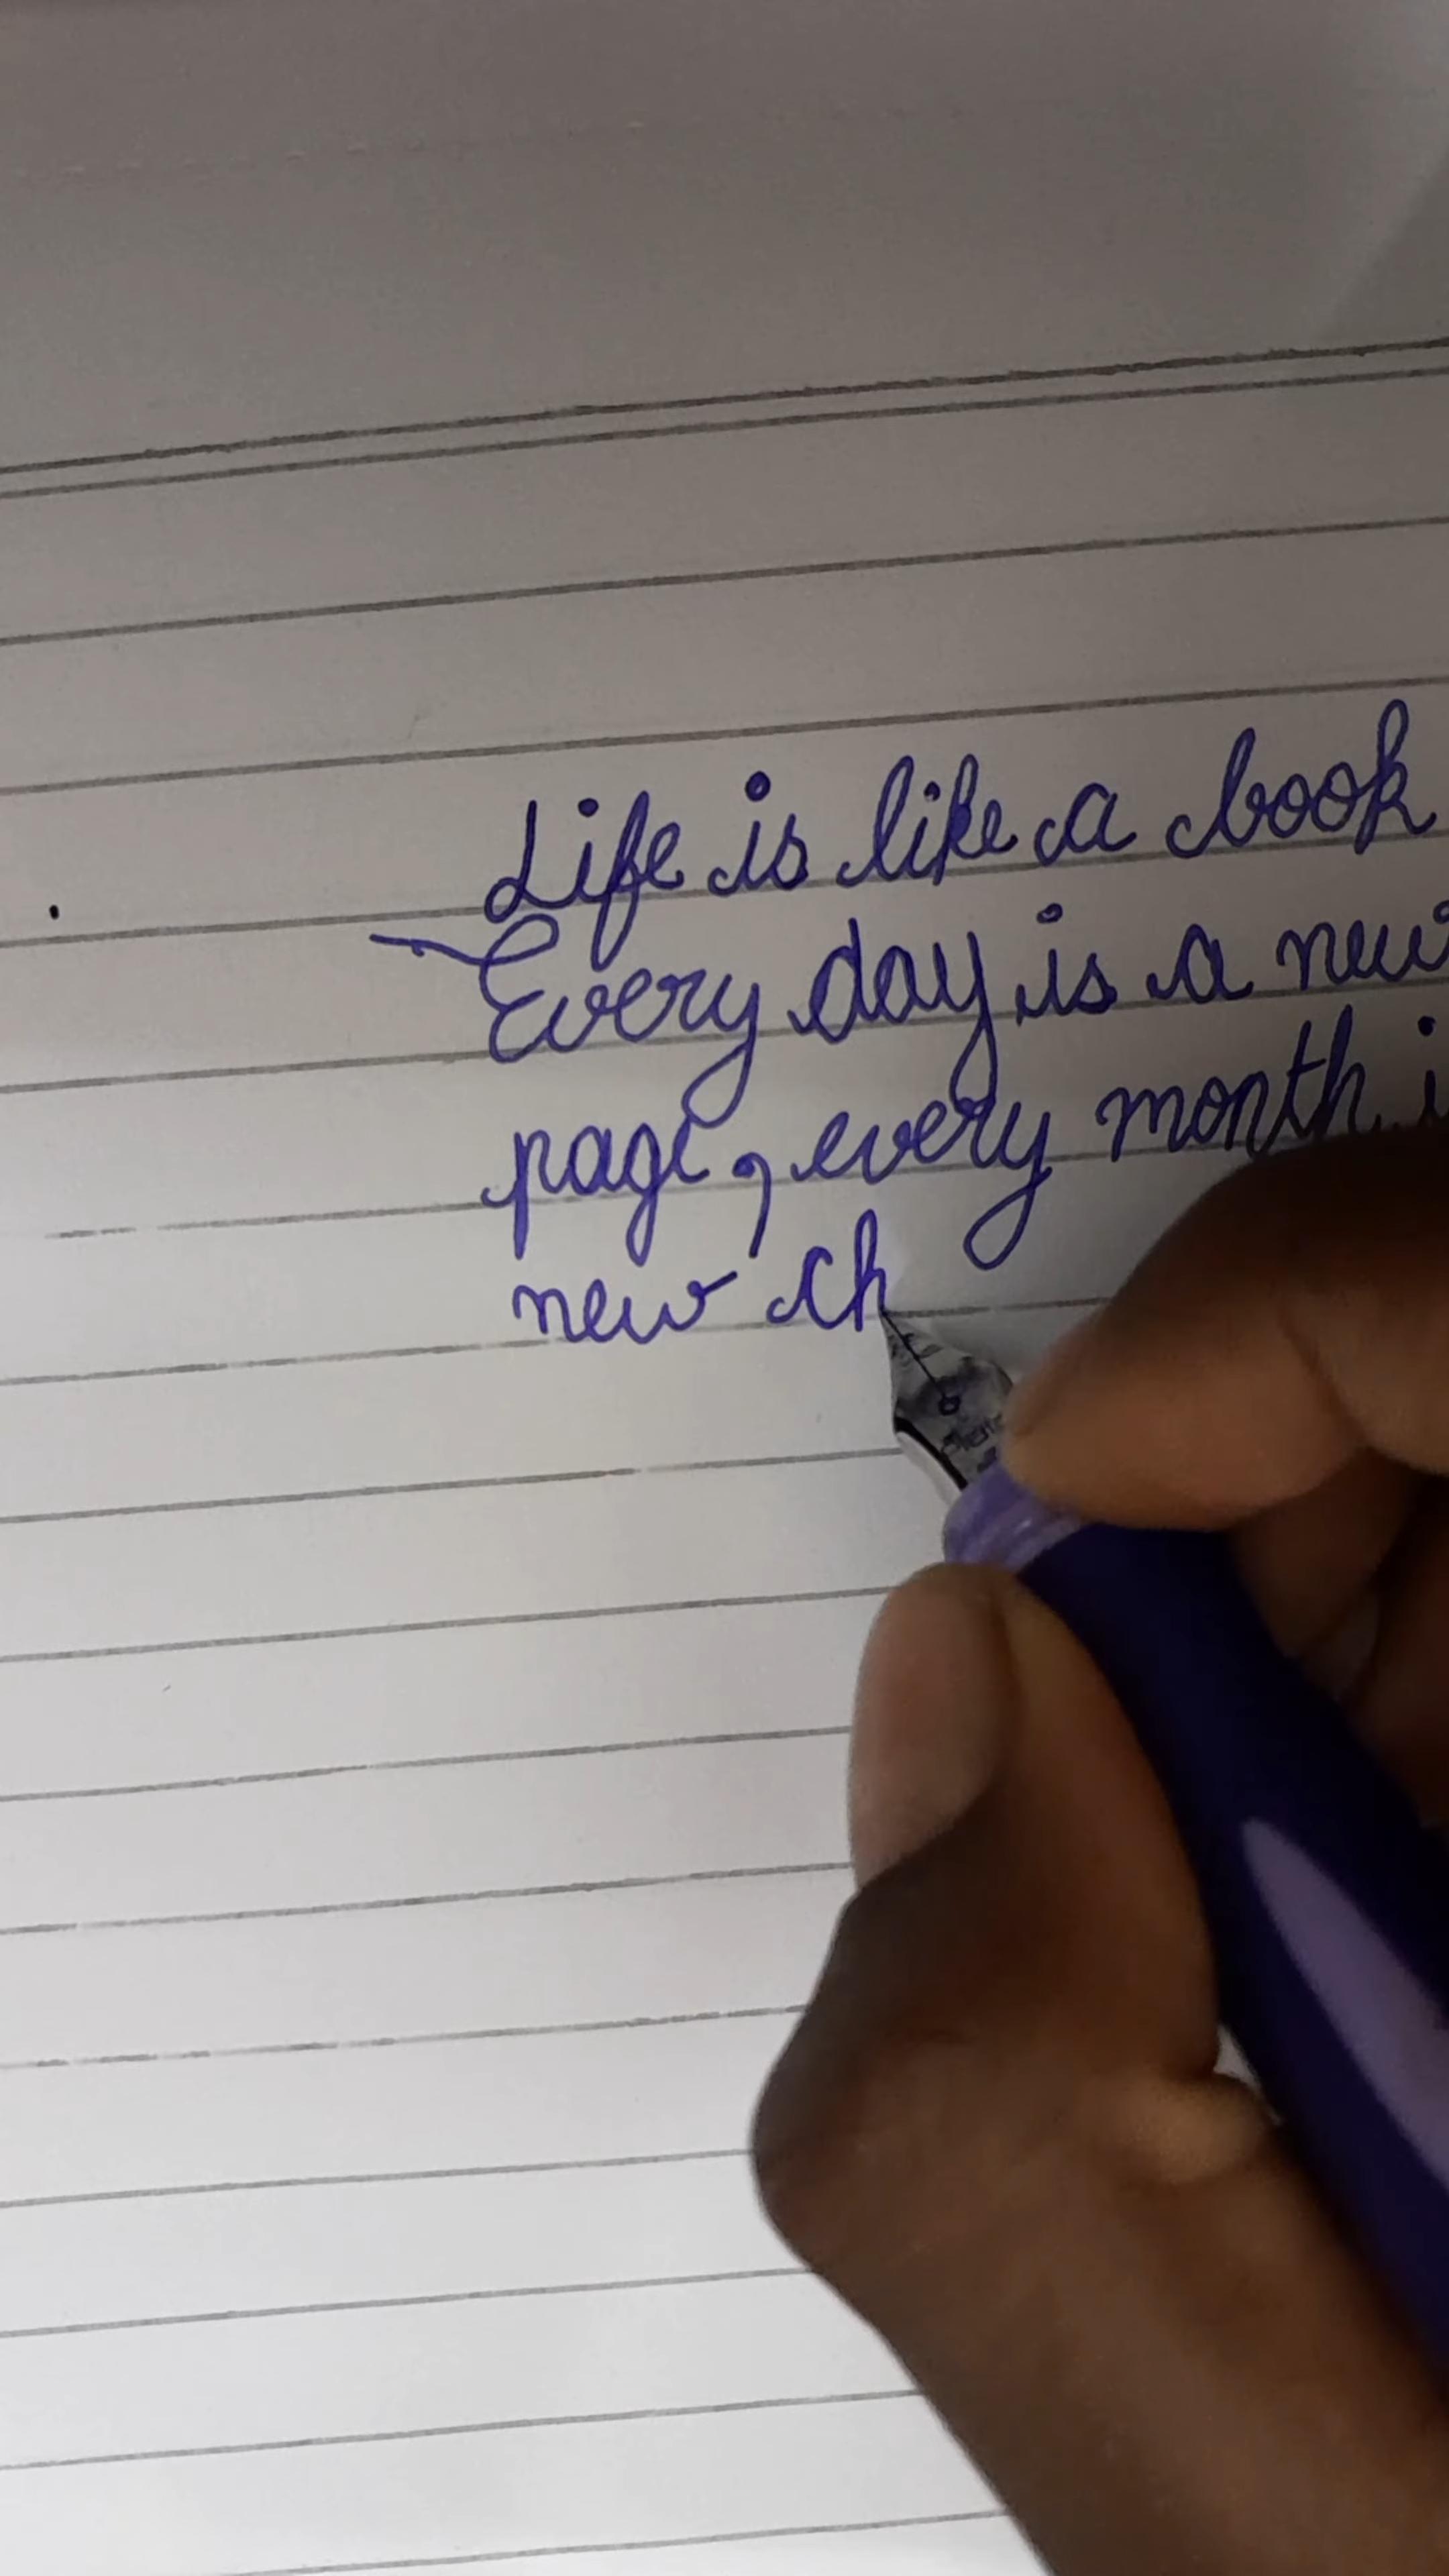 Life is like a book
Every day is a new
page, every month i
new ch